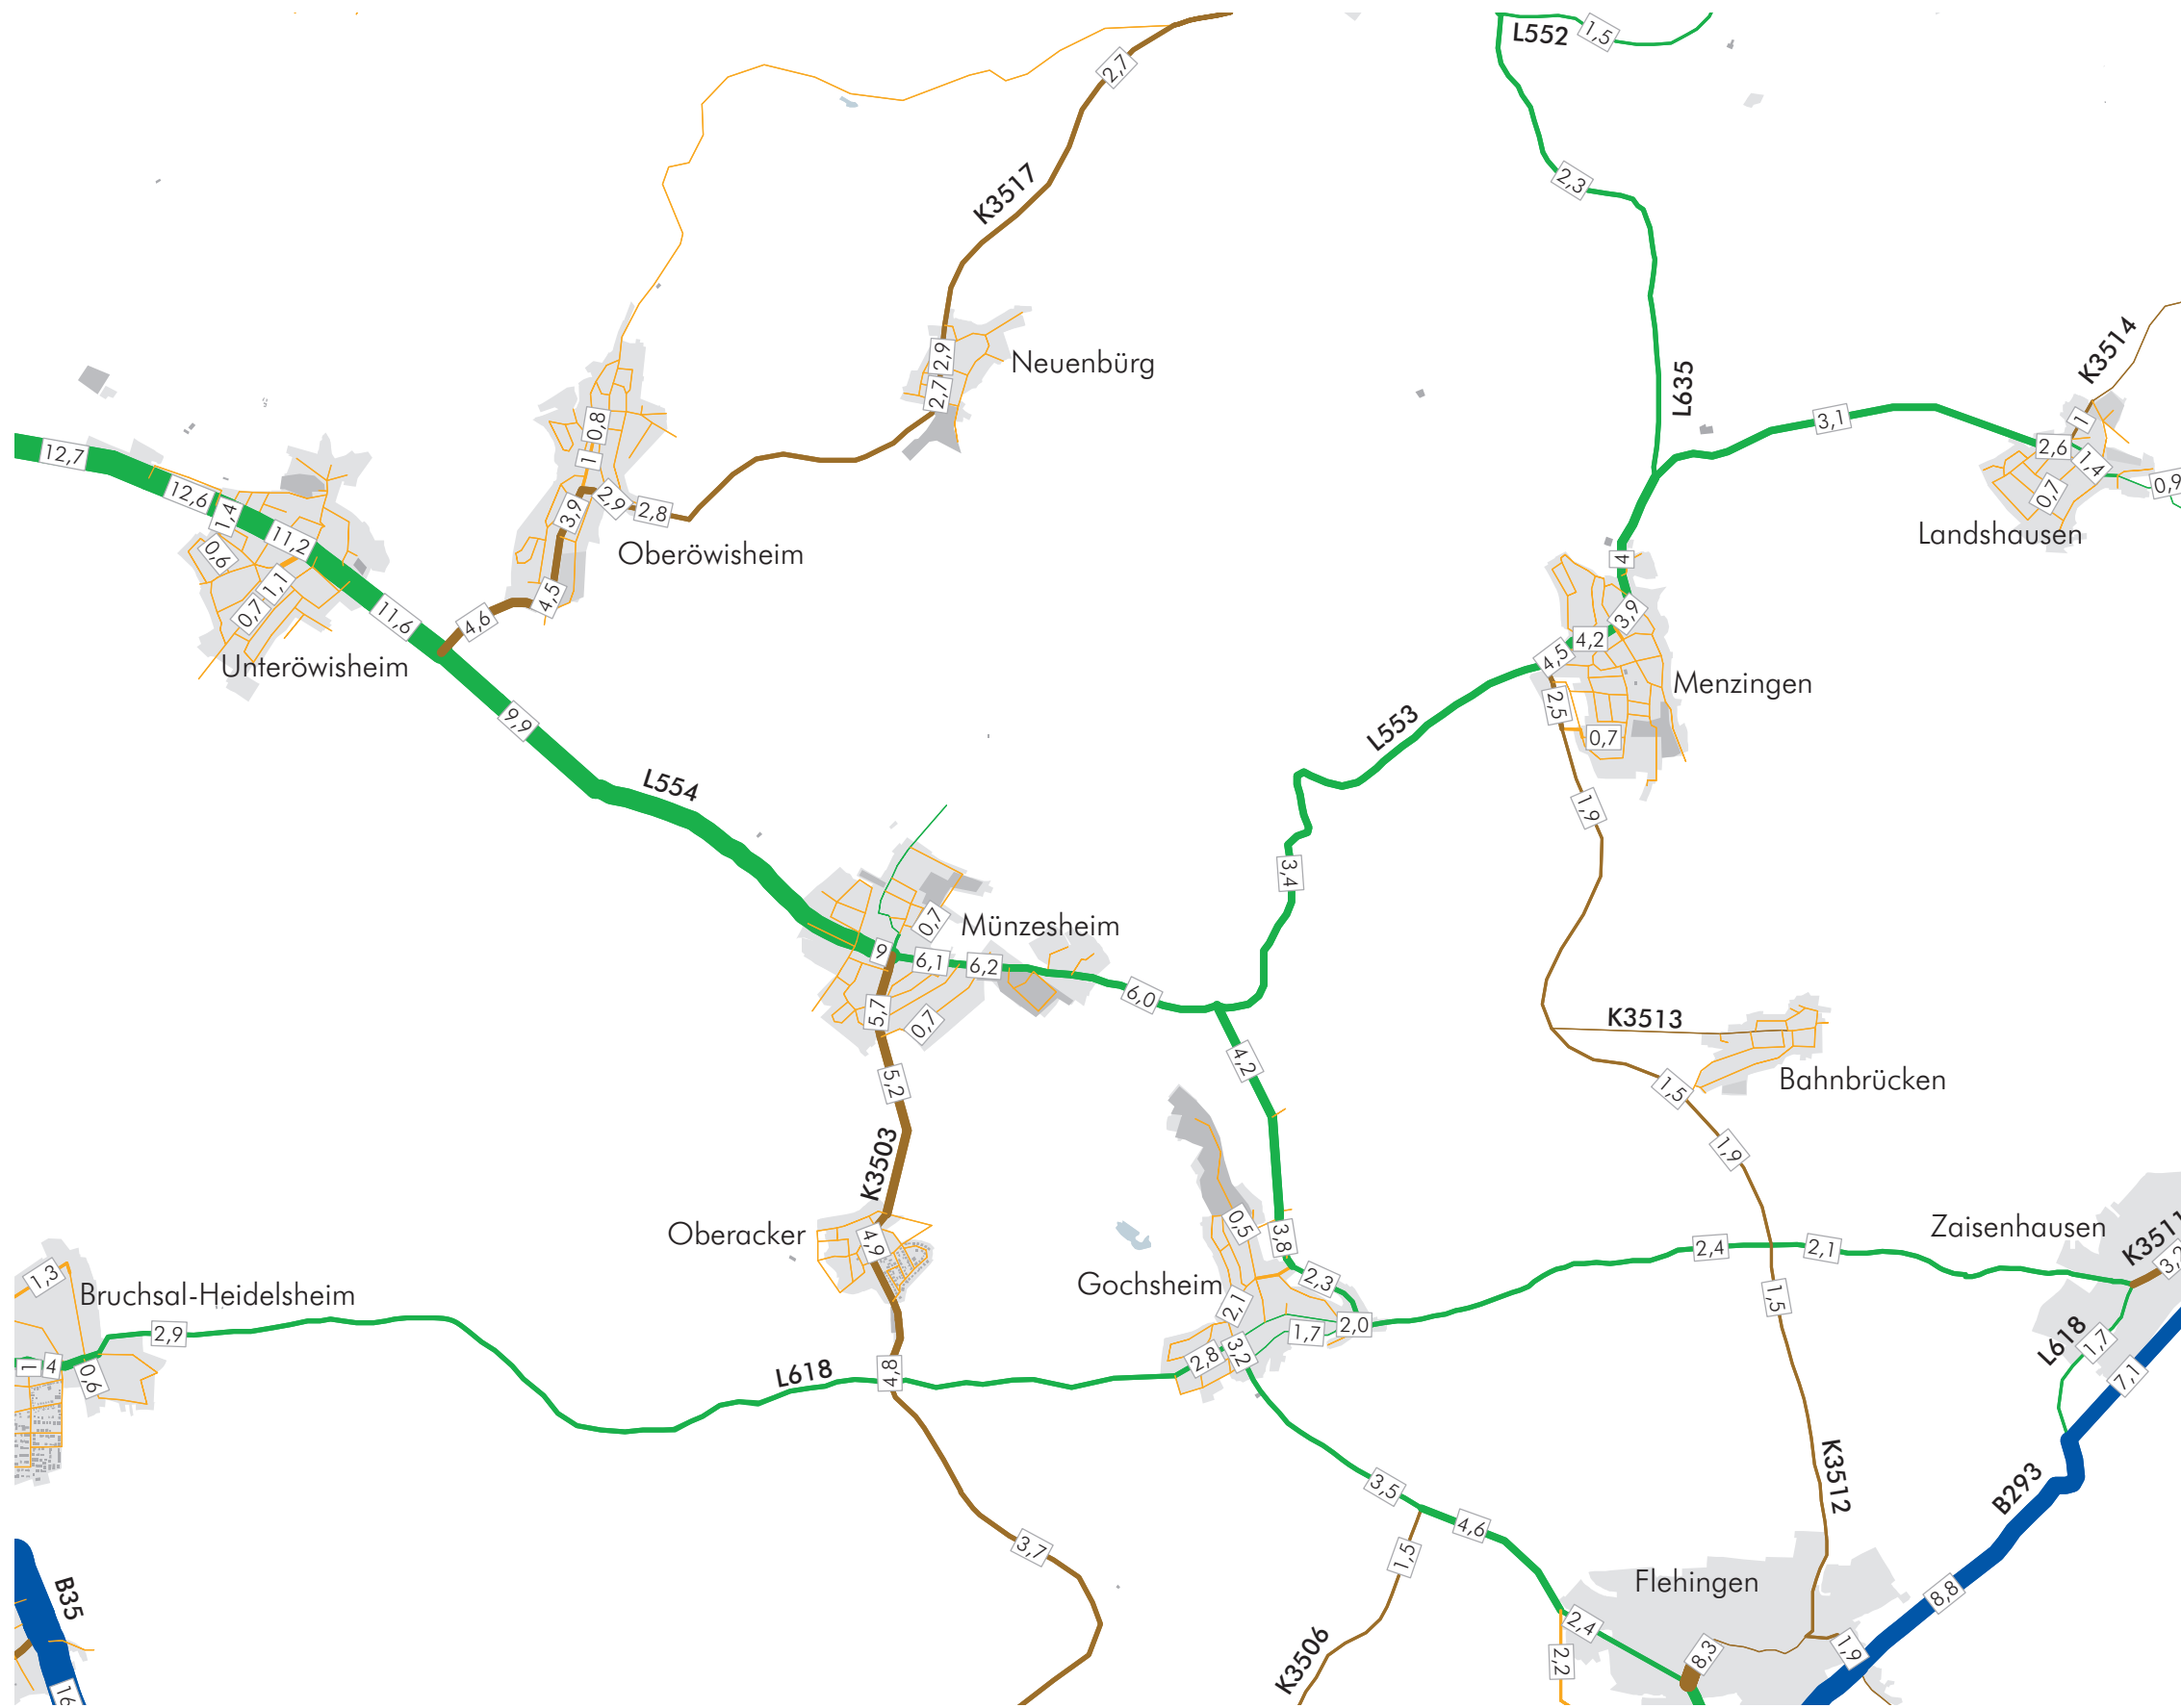 L552
1,5
2,7
2,3
K3517
K3514
L635
Neuenbürg
2,9
2,7
3,1
1
0,8
1
2,6
1,4
0,9
0,7
12,7
12,6
1,4
11,2
0,6
1,1
0,7
11,6
Unteröwisheim
3,9
2,9
2,8
Oberöwisheim
4,5
4,6
Landshausen
4
3,9
4,2
4,5
2,5
0,7
Menzingen
9,9
L554
L553
1,9
3,4
0,7
Münzesheim
9
6,1
6,2
6,0
5,7
0,7
K3513
Bahnbrücken
1,5
1,9
4,2
5,2
K3503
Oberacker
4,9
0,5
3,8
2,3
Gochsheim
2,1
2,0
1,7
3,2
2,8
2,4
2,1
Zaisenhausen
K3511
1,5
L618
1,7
7,1
1,3
Bruchsal-Heidelsheim
2,9
1
4
0,6
L618
4,8
K3512
B293
3,5
4,6
1,5
3,7
K3506
Flehingen
8,8
2,4
2,2
8,3
1,9
B35